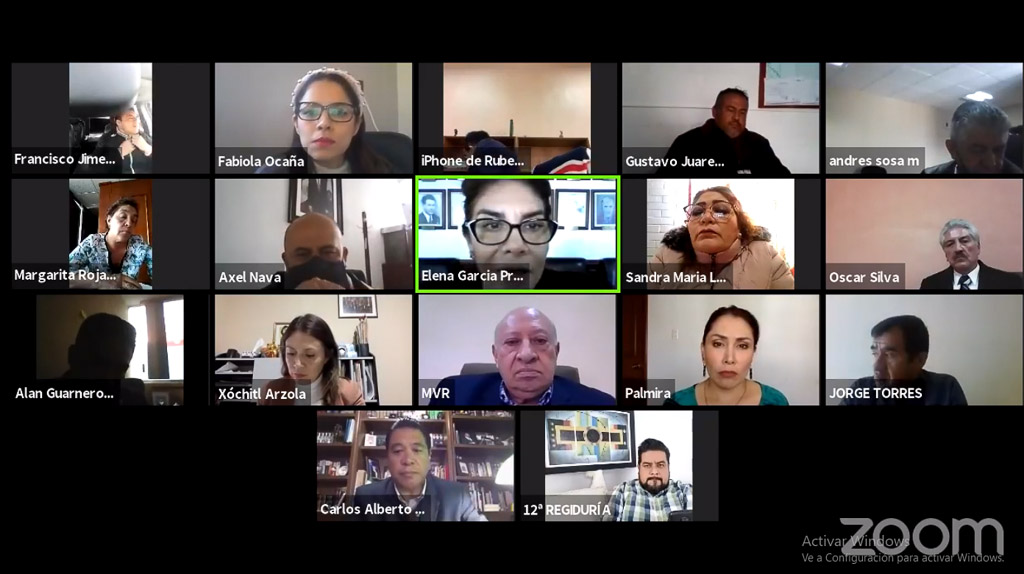 Francisco Jime...
Fabiola Ocaña
iPhone de Rube...
Gustavo Juare...
andres sosa m
Margarita Roja...
Axel Nava
Elena Garcia Pr...
Sandra Maria L...
Oscar Silva
Alan Guarnero...
Xóchitl Arzola
MVR
Palmira
JORGE TORRES
Carlos Alberto ...
12ª REGIDURÍA
zoom
Activar Windows
Ve a Configuración para activar Windows.